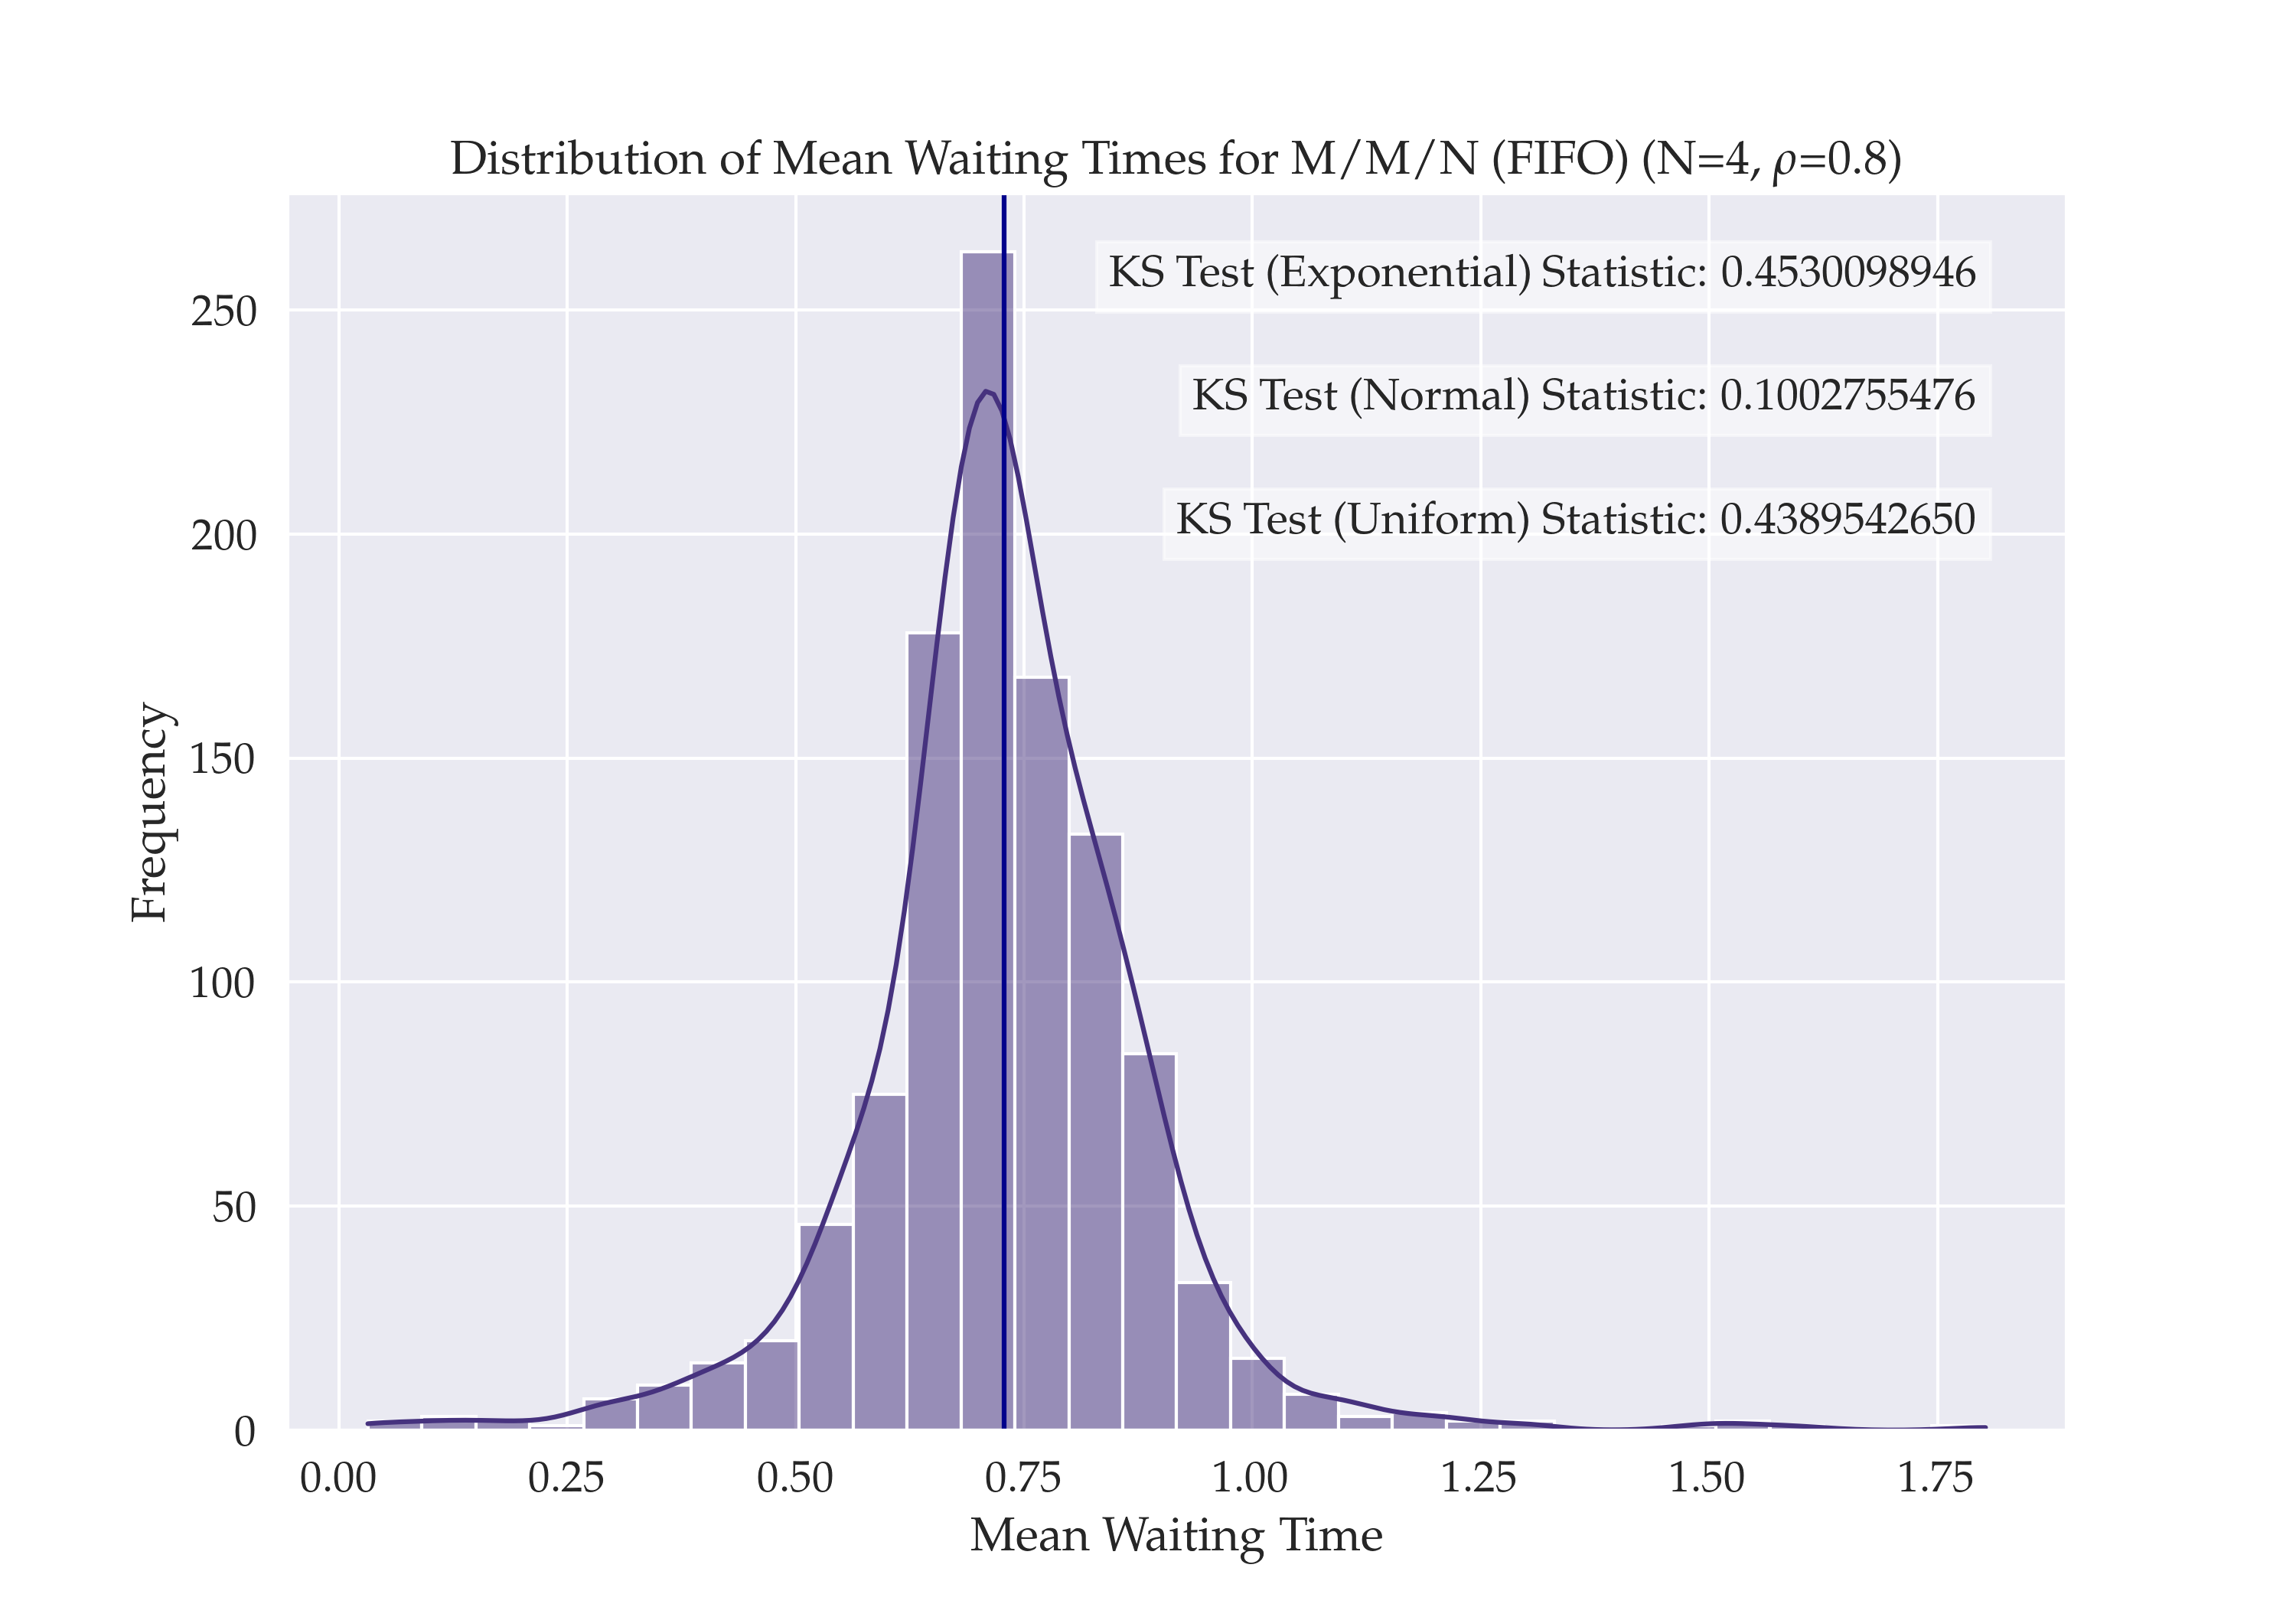 Distribution of Mean Waiting Times for M/M/N (FIFO) (N=4, ρ=0.8)
KS Test (Exponential) Statistic: 0.4530098946
KS Test (Normal) Statistic: 0.1002755476
KS Test (Uniform) Statistic: 0.4389542650
Frequency
250
200
150
100
50
0
0.00 0.25 0.50 0.75 1.00 1.25 1.50 1.75
Mean Waiting Time